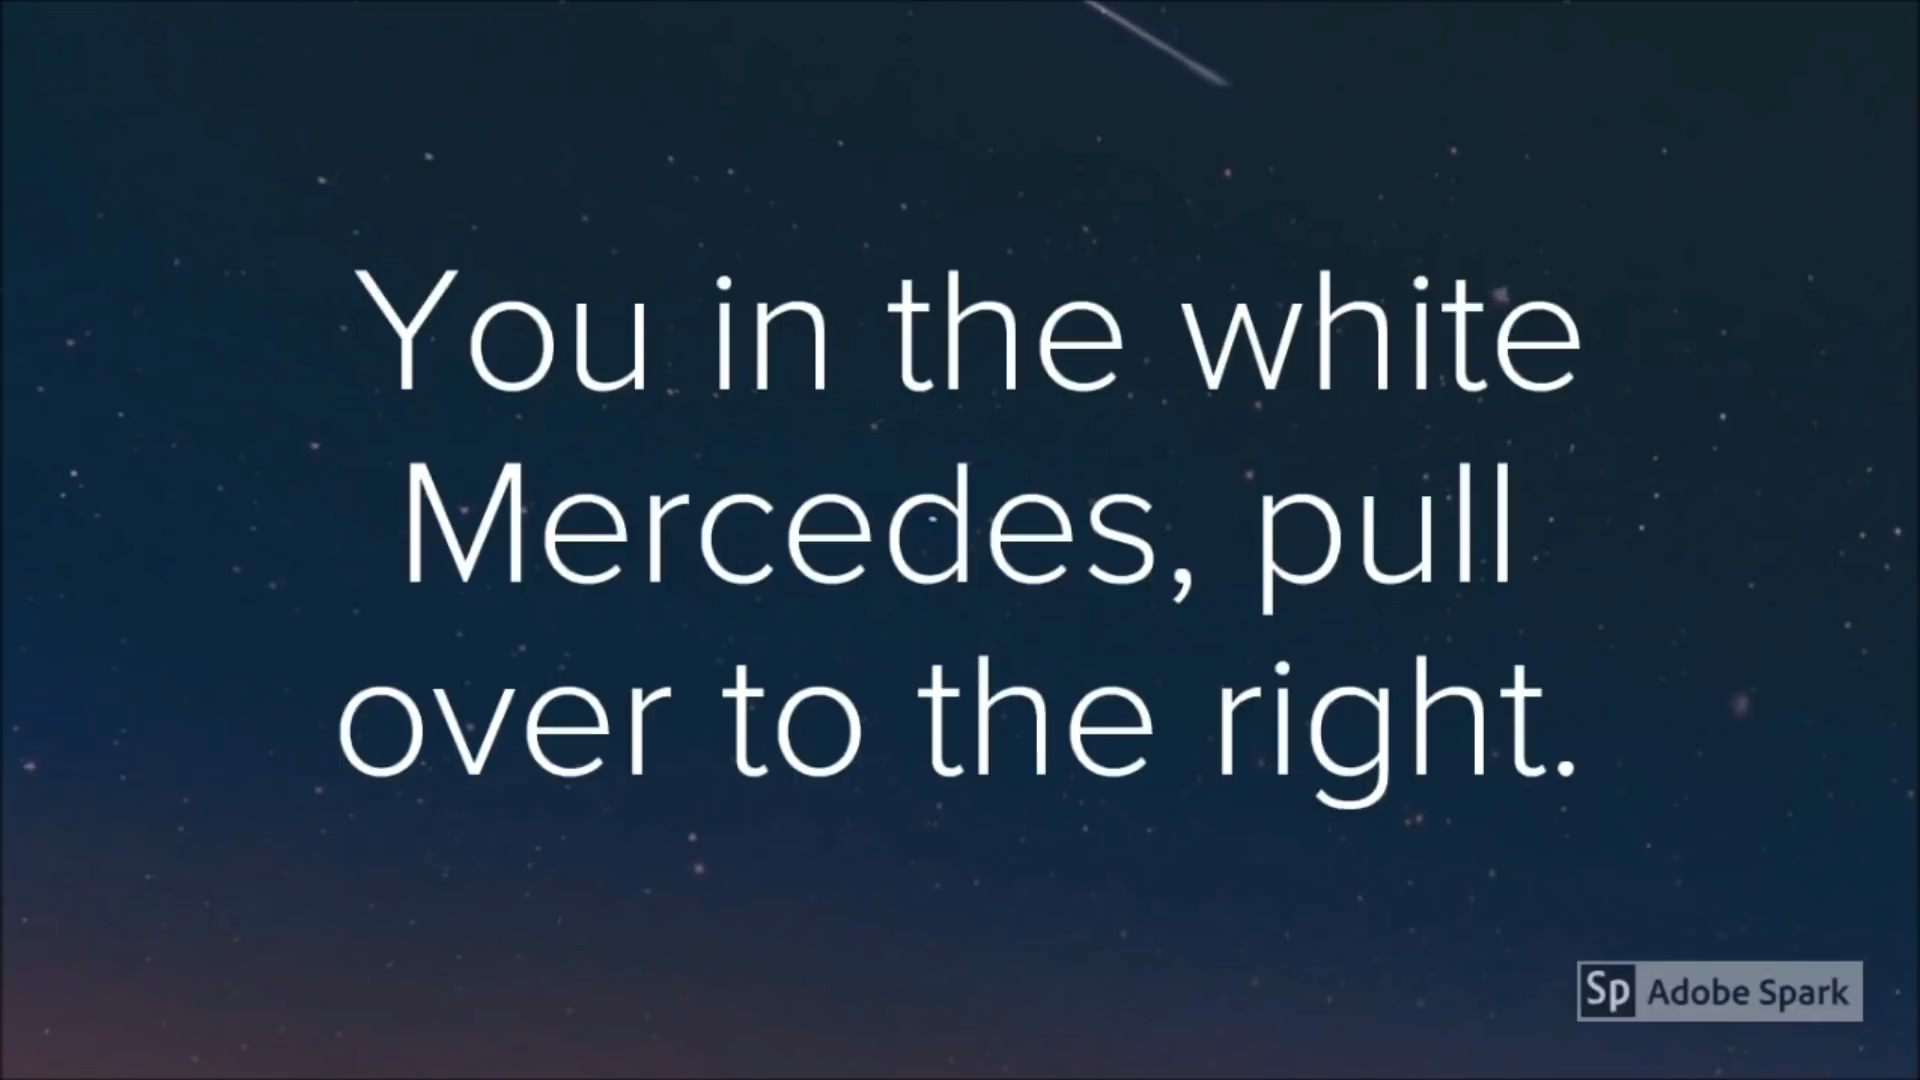 You in the white
Mercedes, pull
over to the right.
Sp Adobe Spark